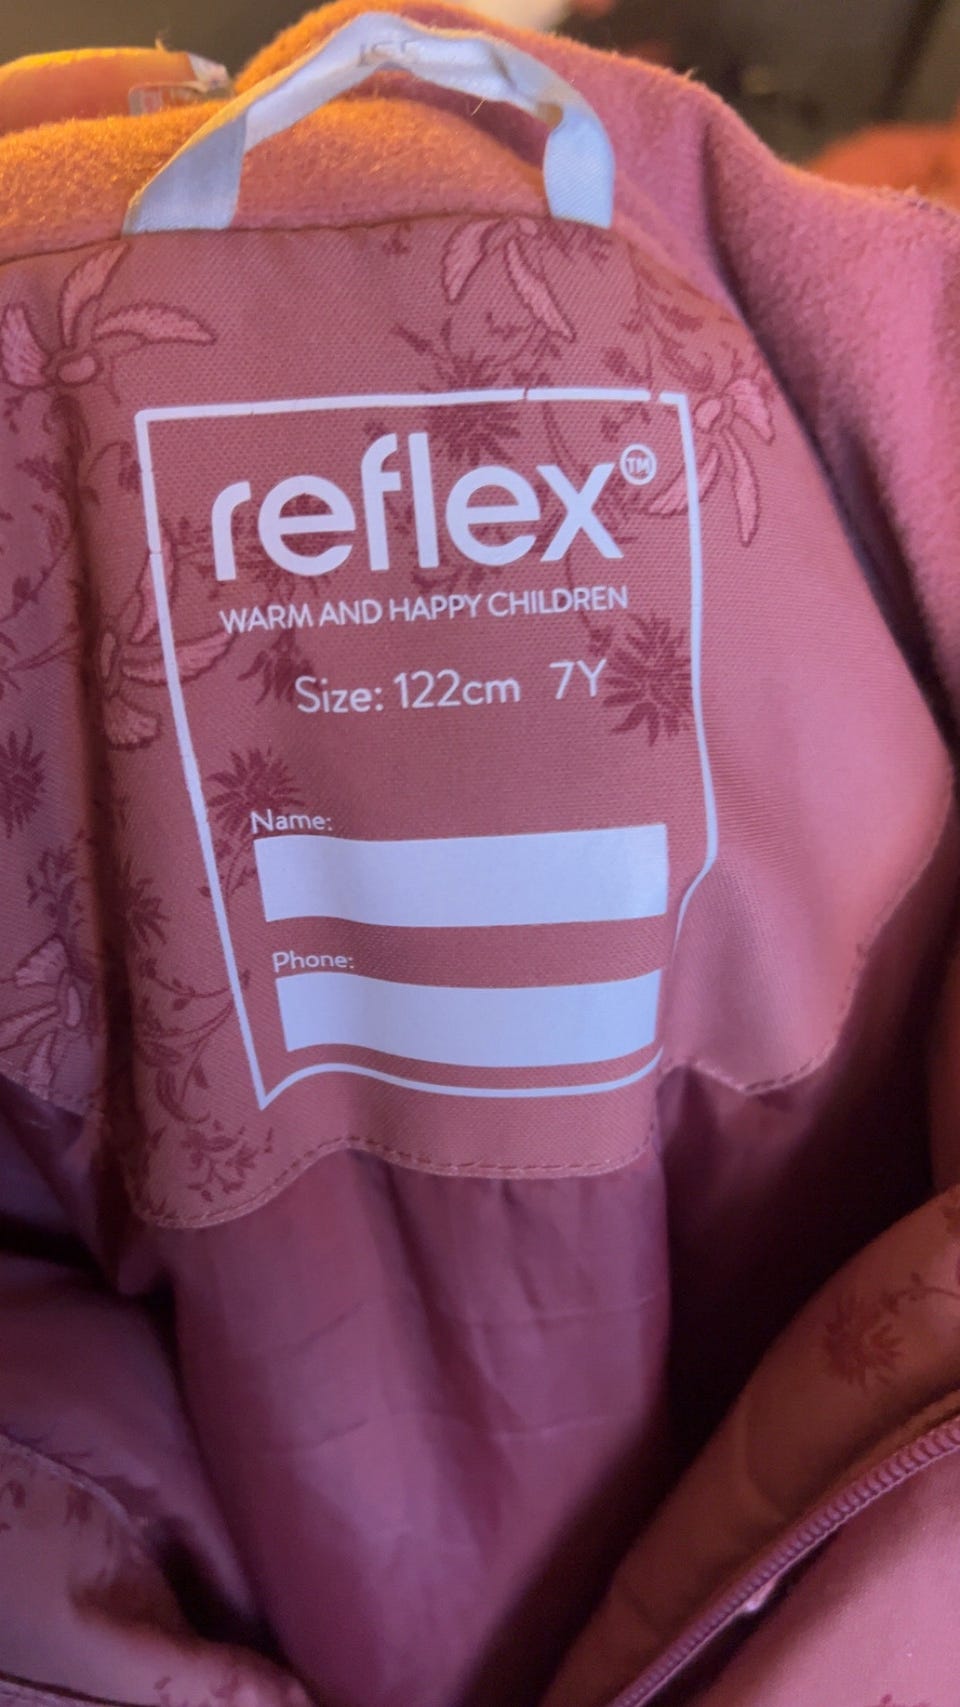 reflex™
WARM AND HAPPY CHILDREN
Size: 122cm 7Y
Name:
Phone: